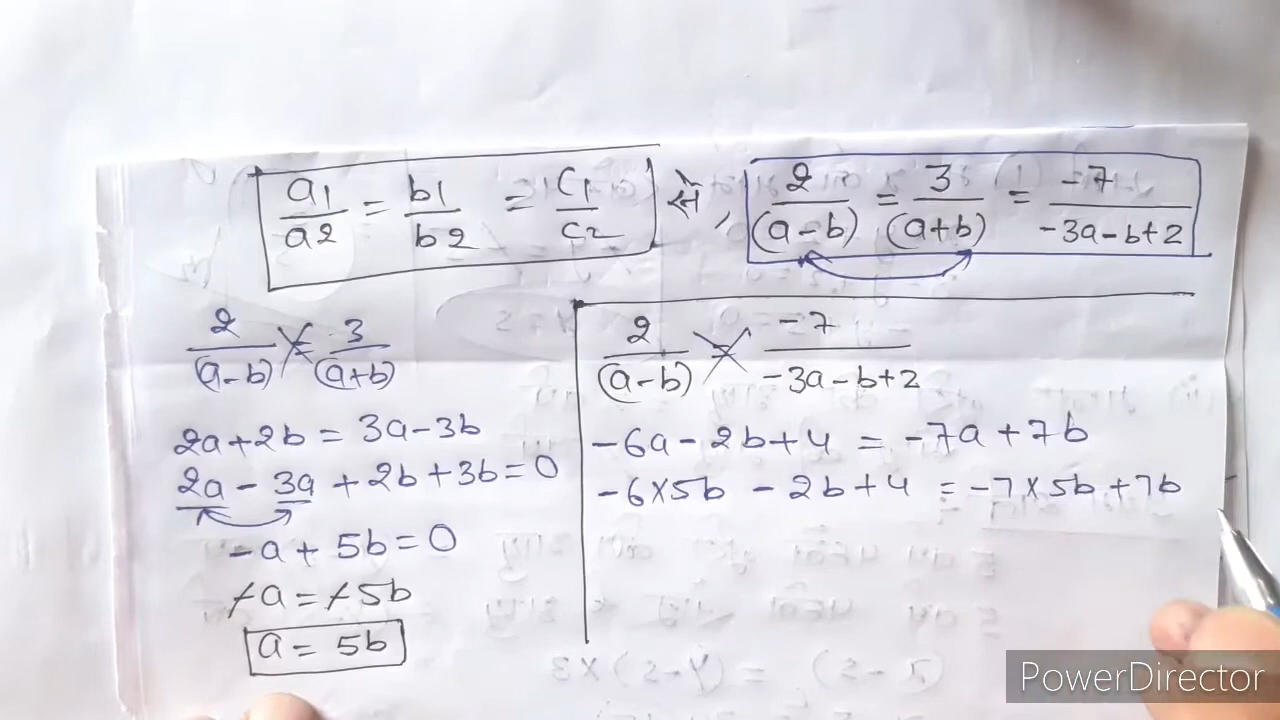 a1/a2 = b1/b2 = c1/c2 से, 2/(a-b) = 3/(a+b) = -7/-3a-b+2
2/(a-b) = 3/(a+b)
2a+2b = 3a-3b
2a - 3a + 2b + 3b = 0
-a + 5b = 0
-a = -5b
a = 5b
2/(a-b) = -7/-3a-b+2
-6a - 2b + 4 = -7a + 7b
-6×5b - 2b + 4 = -7×5b + 7b
PowerDirector